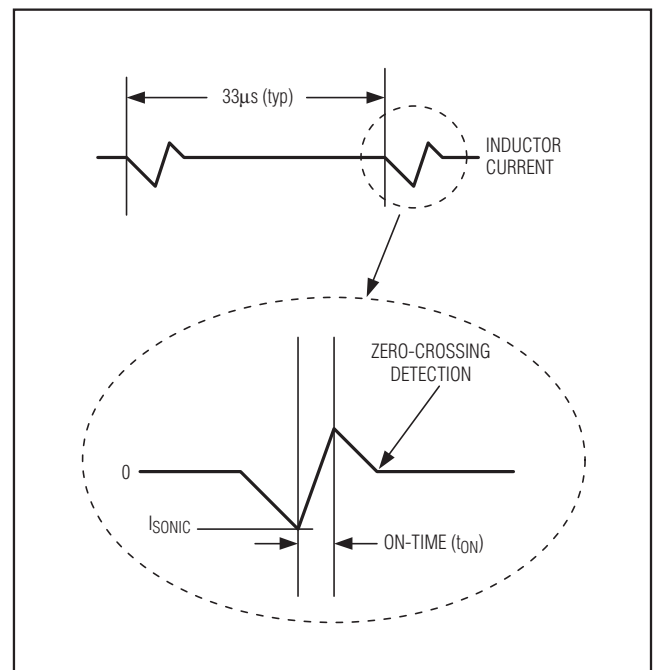 33μs (typ)
INDUCTOR
CURRENT
ZERO-CROSSING
DETECTION
0
ISONIC
ON-TIME (tON)